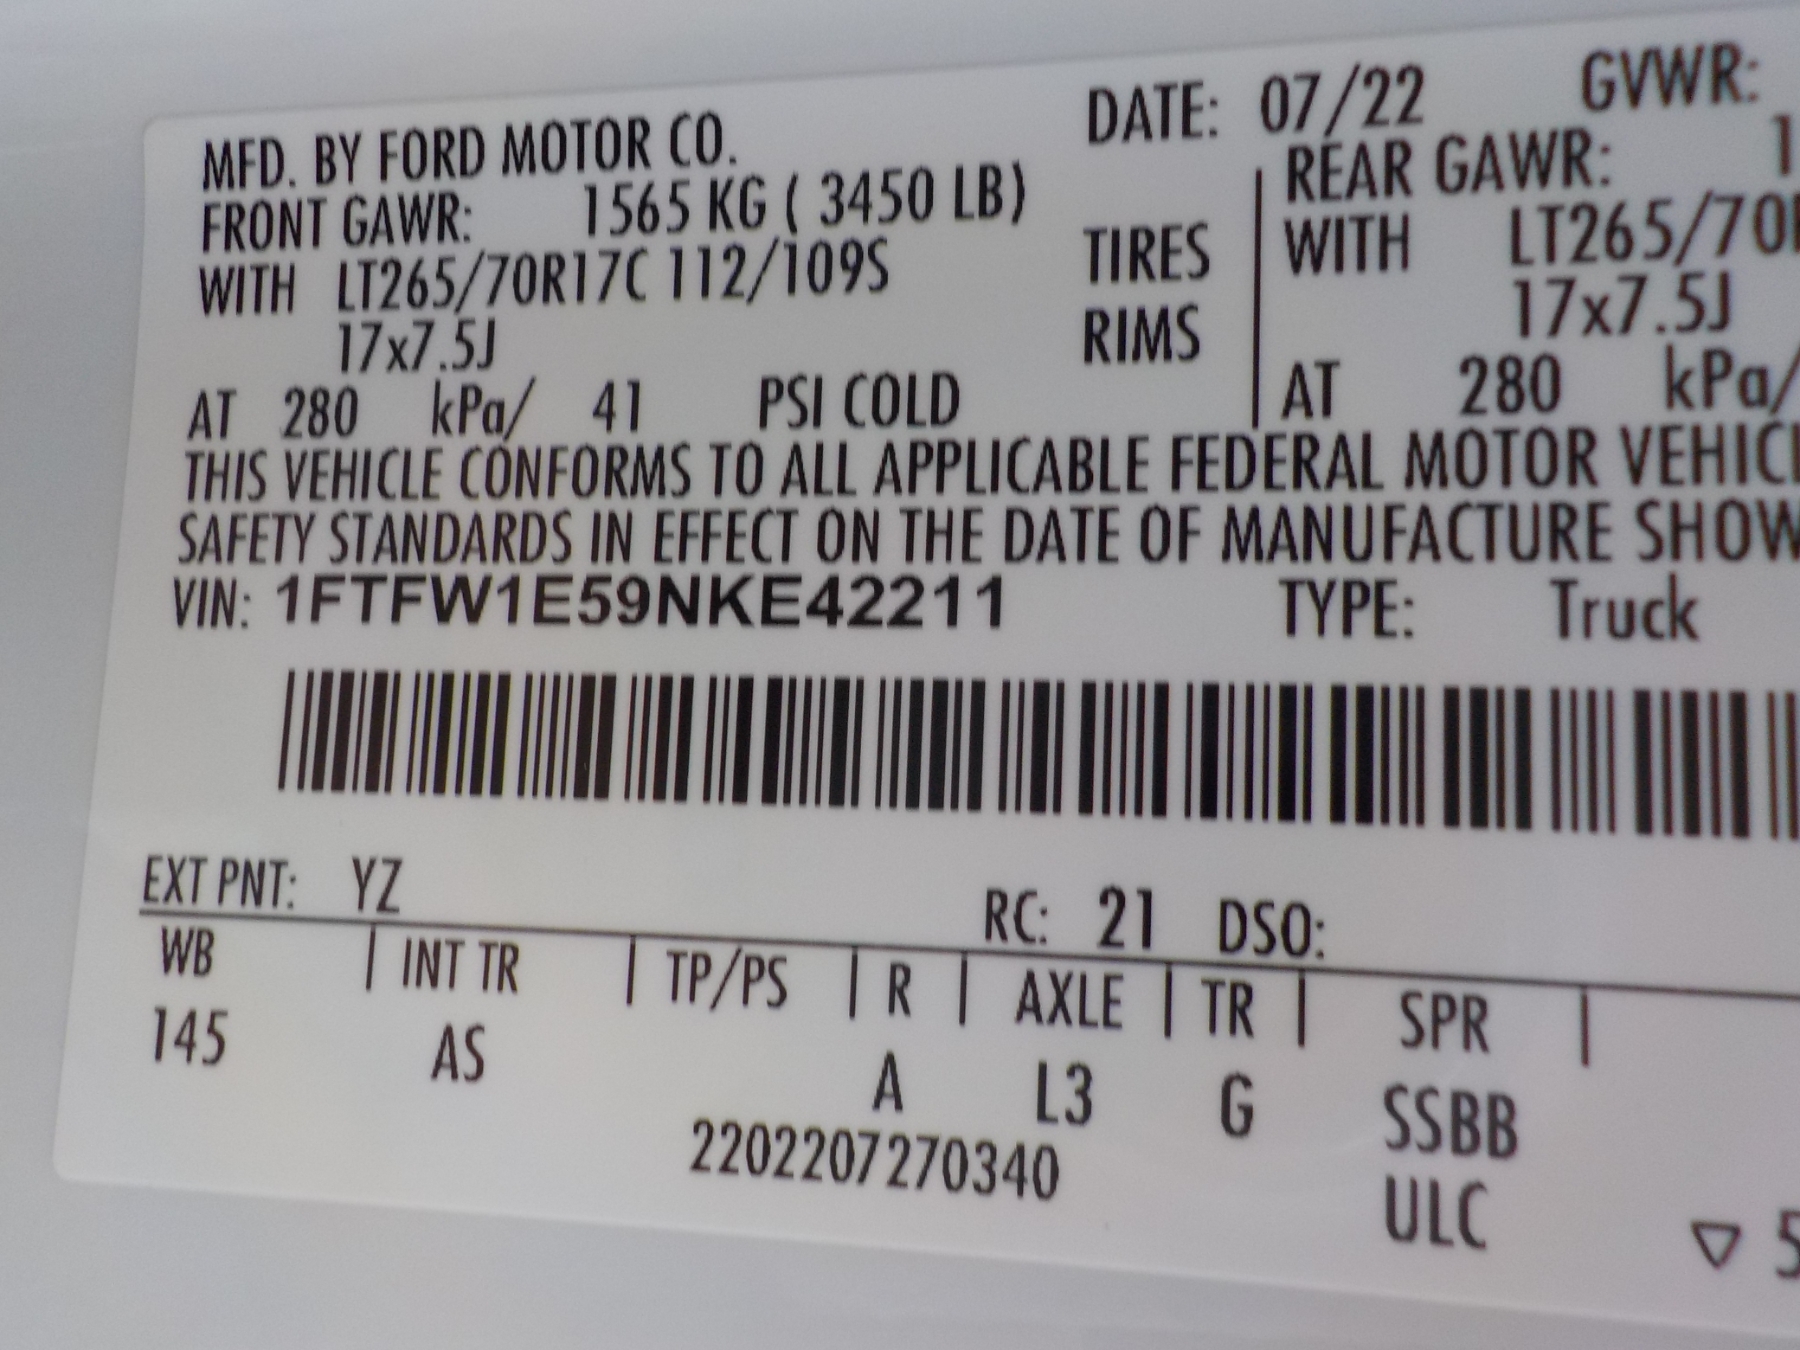 MFD. BY FORD MOTOR CO. DATE: 07/22 GVWR:
FRONT GAWR: 1565 KG ( 3450 LB) REAR GAWR: 1
WITH LT265/70R17C 112/109S TIRES WITH LT265/70
17x7.5J RIMS 17x7.5J
AT 280 kPa/ 41 PSI COLD AT 280 kPa/
THIS VEHICLE CONFORMS TO ALL APPLICABLE FEDERAL MOTOR VEHIC
SAFETY STANDARDS IN EFFECT ON THE DATE OF MANUFACTURE SHOW
VIN: 1FTFW1E59NKE42211 TYPE: Truck
EXT PNT: YZ RC: 21 DSO:
WB | INT TR | TP/PS | R | AXLE | TR | SPR |
145 AS A L3 G SSBB
2202207270340 ULC
▽ 5